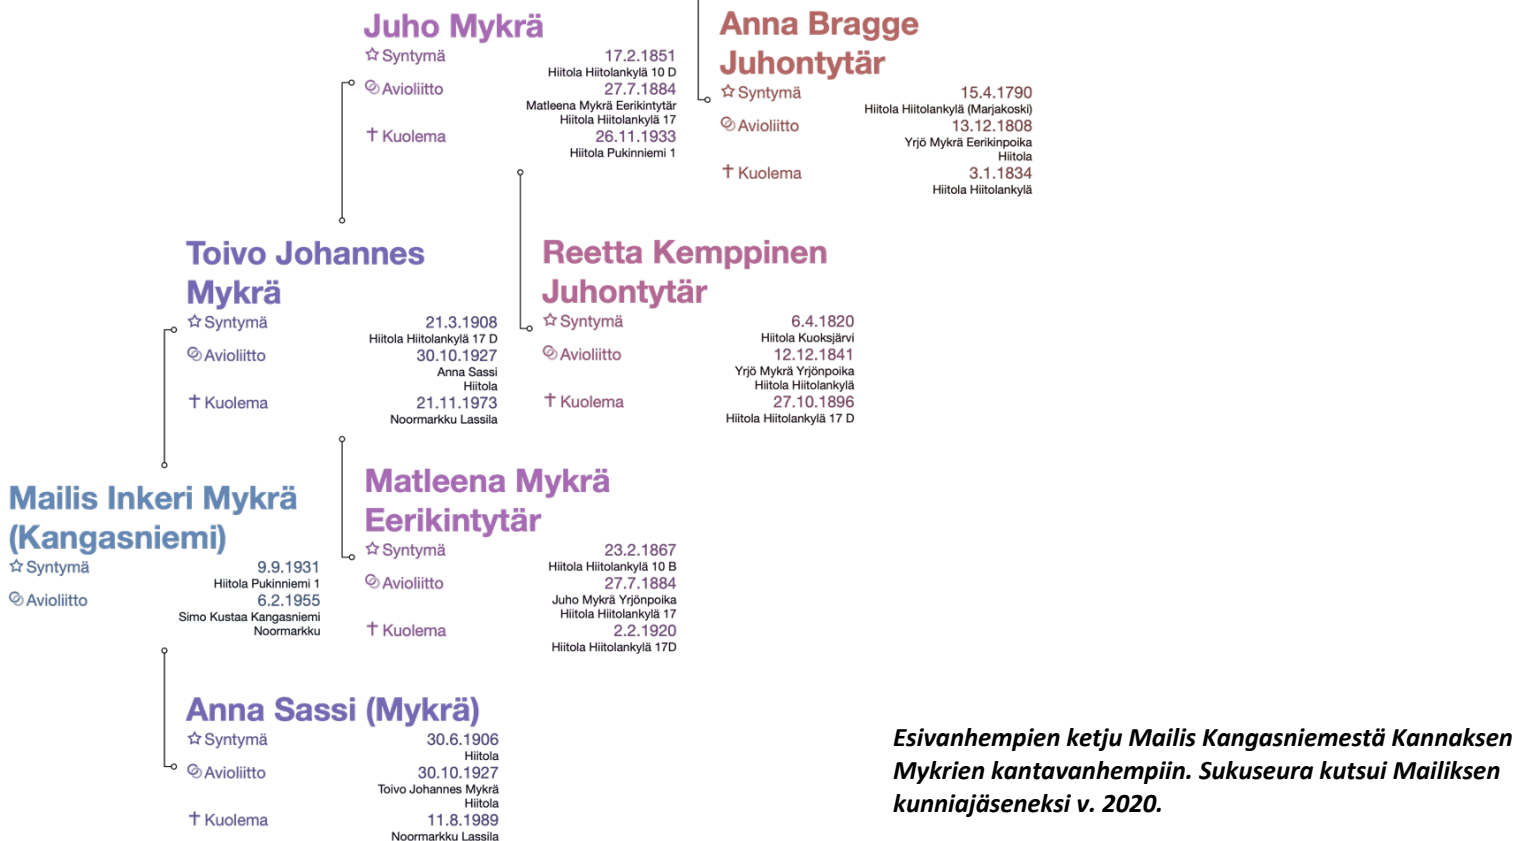 Juho Mykrä
Syntymä 17.2.1851
Hiitola Hiitolankylä 10 D
Avioliitto 27.7.1884
Matleena Mykrä Eerikintytär
Hiitola Hiitolankylä 17
Kuolema 26.11.1933
Hiitola Pukinniemi 1
Anna Bragge
Juhontytär
Syntymä 15.4.1790
Hiitola Hiitolankylä (Marjakoski)
Avioliitto 13.12.1808
Yrjö Mykrä Eerikinpoika
Hiitola
Kuolema 3.1.1834
Hiitola Hiitolankylä
Toivo Johannes
Mykrä
Syntymä 21.3.1908
Hiitola Hiitolankylä 17 D
Avioliitto 30.10.1927
Anna Sassi
Hiitola
Kuolema 21.11.1973
Noormarkku Lassila
Reetta Kemppinen
Juhontytär
Syntymä 6.4.1820
Hiitola Kuoksjärvi
Avioliitto 12.12.1841
Yrjö Mykrä Yrjönpoika
Hiitola Hiitolankylä
Kuolema 27.10.1896
Hiitola Hiitolankylä 17 D
Mailis Inkeri Mykrä
(Kangasniemi)
Syntymä 9.9.1931
Hiitola Pukinniemi 1
Avioliitto 6.2.1955
Simo Kustaa Kangasniemi
Noormarkku
Matleena Mykrä
Eerikintytär
Syntymä 23.2.1867
Hiitola Hiitolankylä 10 B
Avioliitto 27.7.1884
Juho Mykrä Yrjönpoika
Hiitola Hiitolankylä 17
Kuolema 2.2.1920
Hiitola Hiitolankylä 17D
Anna Sassi (Mykrä)
Syntymä 30.6.1906
Hiitola
Avioliitto 30.10.1927
Toivo Johannes Mykrä
Hiitola
Kuolema 11.8.1989
Noormarkku Lassila
Esivanhempien ketju Mailis Kangasniemestä Kannaksen
Mykrien kantavanhempiin. Sukuseura kutsui Mailiksen
kunniajäseneksi v. 2020.